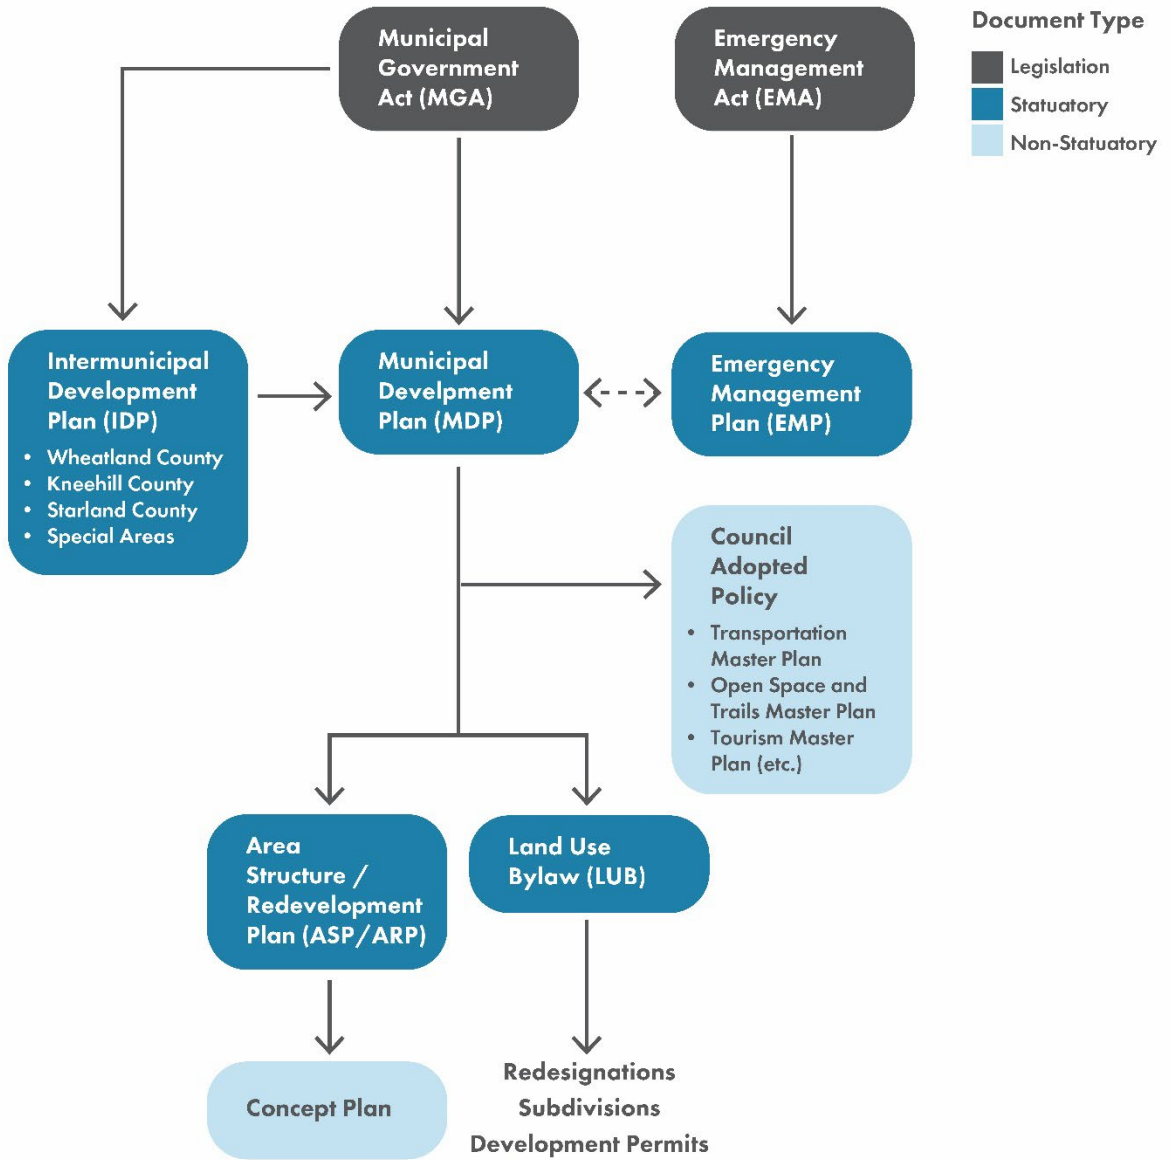 Municipal
Government
Act (MGA)
Emergency
Management
Act (EMA)
Document Type
Legislation
Statuatory
Non-Statuatory
Intermunicipal
Development
Plan (IDP)
• Wheatland County
• Kneehill County
• Starland County
• Special Areas
Municipal
Develpment
Plan (MDP)
Emergency
Management
Plan (EMP)
Council
Adopted
Policy
• Transportation
Master Plan
• Open Space and
Trails Master Plan
• Tourism Master
Plan (etc.)
Area
Structure /
Redevelopment
Plan (ASP/ARP)
Land Use
Bylaw (LUB)
Concept Plan
Redesignations
Subdivisions
Development Permits